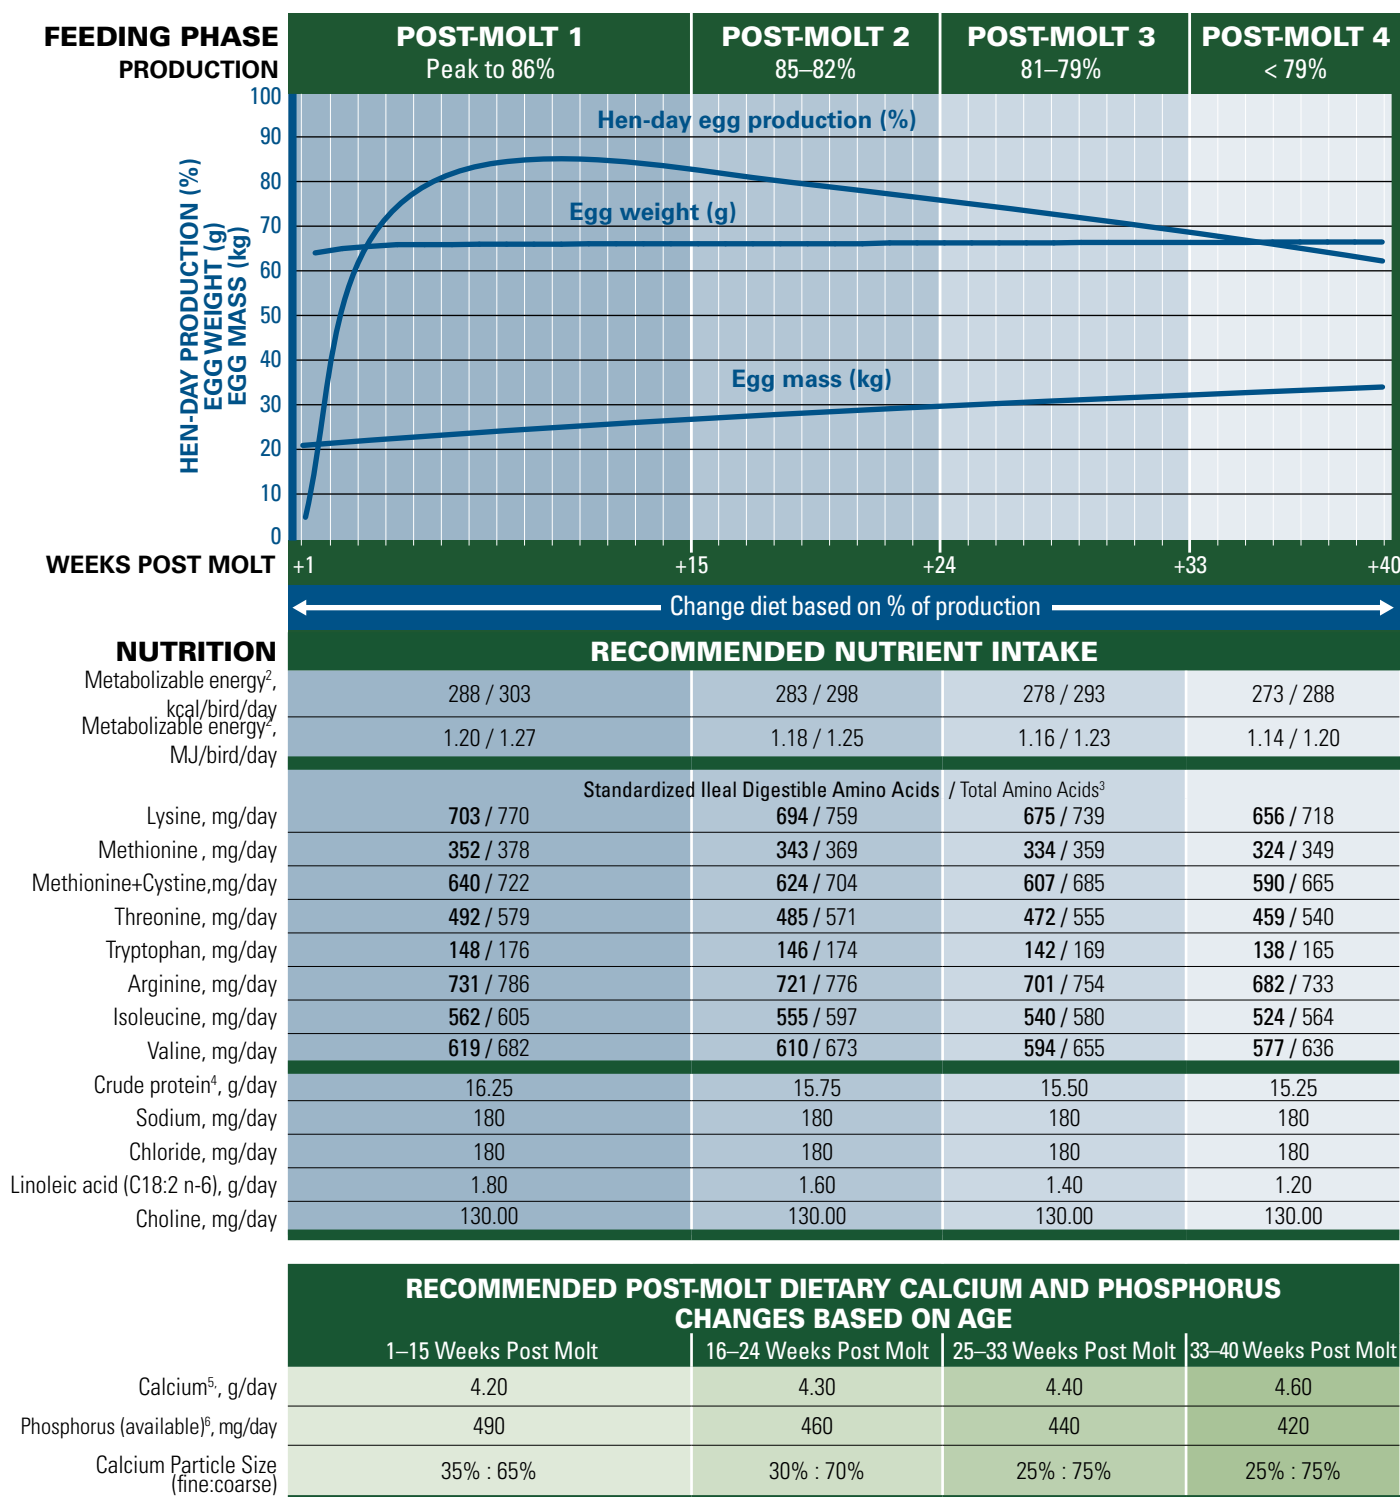 FEEDING PHASE POST-MOLT 1 POST-MOLT 2 POST-MOLT 3 POST-MOLT 4
PRODUCTION Peak to 86% 85–82% 81–79% < 79%
HEN-DAY PRODUCTION (%)
EGG WEIGHT (g)
EGG MASS (kg)
100
90
80
70
60
50
40
30
20
10
0
Hen-day egg production (%)
Egg weight (g)
Egg mass (kg)
WEEKS POST MOLT +1 +15 +24 +33 +40
Change diet based on % of production
NUTRITION RECOMMENDED NUTRIENT INTAKE
Metabolizable energy2,
kcal/bird/day 288 / 303 283 / 298 278 / 293 273 / 288
Metabolizable energy2,
MJ/bird/day 1.20 / 1.27 1.18 / 1.25 1.16 / 1.23 1.14 / 1.20
Standardized Ileal Digestible Amino Acids / Total Amino Acids3
Lysine, mg/day 703 / 770 694 / 759 675 / 739 656 / 718
Methionine, mg/day 352 / 378 343 / 369 334 / 359 324 / 349
Methionine+Cystine,mg/day 640 / 722 624 / 704 607 / 685 590 / 665
Threonine, mg/day 492 / 579 485 / 571 472 / 555 459 / 540
Tryptophan, mg/day 148 / 176 146 / 174 142 / 169 138 / 165
Arginine, mg/day 731 / 786 721 / 776 701 / 754 682 / 733
Isoleucine, mg/day 562 / 605 555 / 597 540 / 580 524 / 564
Valine, mg/day 619 / 682 610 / 673 594 / 655 577 / 636
Crude protein4, g/day 16.25 15.75 15.50 15.25
Sodium, mg/day 180 180 180 180
Chloride, mg/day 180 180 180 180
Linoleic acid (C18:2 n-6), g/day 1.80 1.60 1.40 1.20
Choline, mg/day 130.00 130.00 130.00 130.00
RECOMMENDED POST-MOLT DIETARY CALCIUM AND PHOSPHORUS
CHANGES BASED ON AGE
1–15 Weeks Post Molt 16–24 Weeks Post Molt 25–33 Weeks Post Molt 33–40 Weeks Post Molt
Calcium5,, g/day 4.20 4.30 4.40 4.60
Phosphorus (available)6, mg/day 490 460 440 420
Calcium Particle Size
(fine:coarse) 35% : 65% 30% : 70% 25% : 75% 25% : 75%